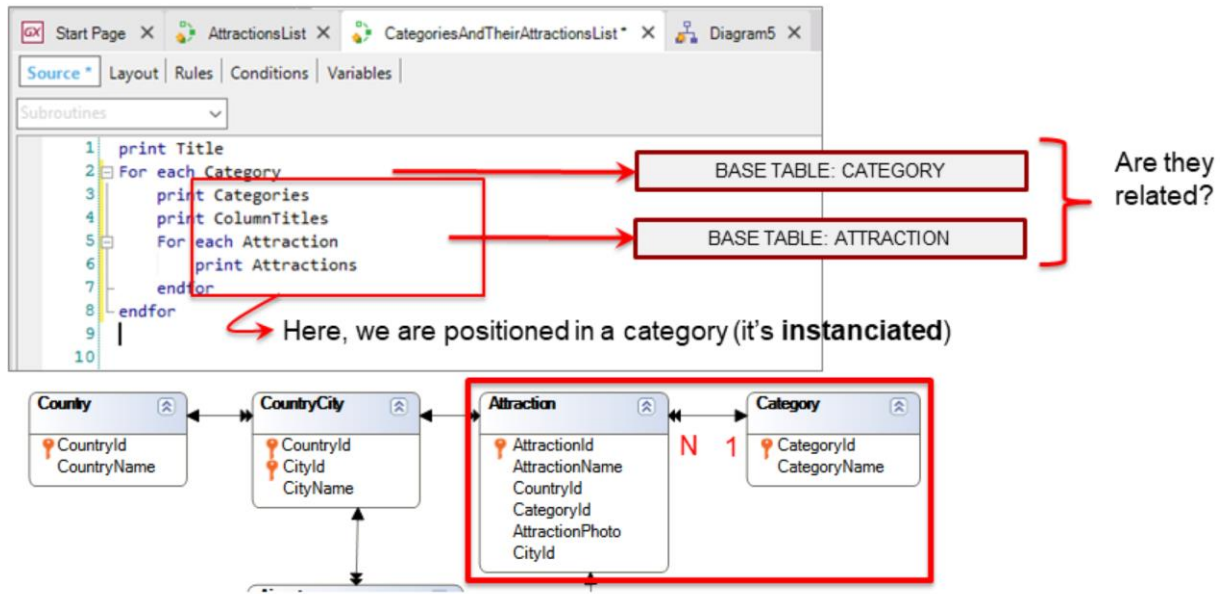 Start Page X AttractionsList X CategoriesAndTheirAttractionsList * X Diagram5 X
Source * Layout Rules Conditions Variables
Subroutines
1 print Title
2 For each Category
3 print Categories
4 print ColumnTitles
5 For each Attraction
6 print Attractions
7 endfor
8 endfor
9
10
BASE TABLE: CATEGORY
BASE TABLE: ATTRACTION
Are they
related?
Here, we are positioned in a category (it's instanciated)
Country
CountryId
CountryName
CountryCity
CountryId
CityId
CityName
Attraction
AttractionId
AttractionName
CountryId
CategoryId
AttractionPhoto
CityId
N 1
Category
CategoryId
CategoryName